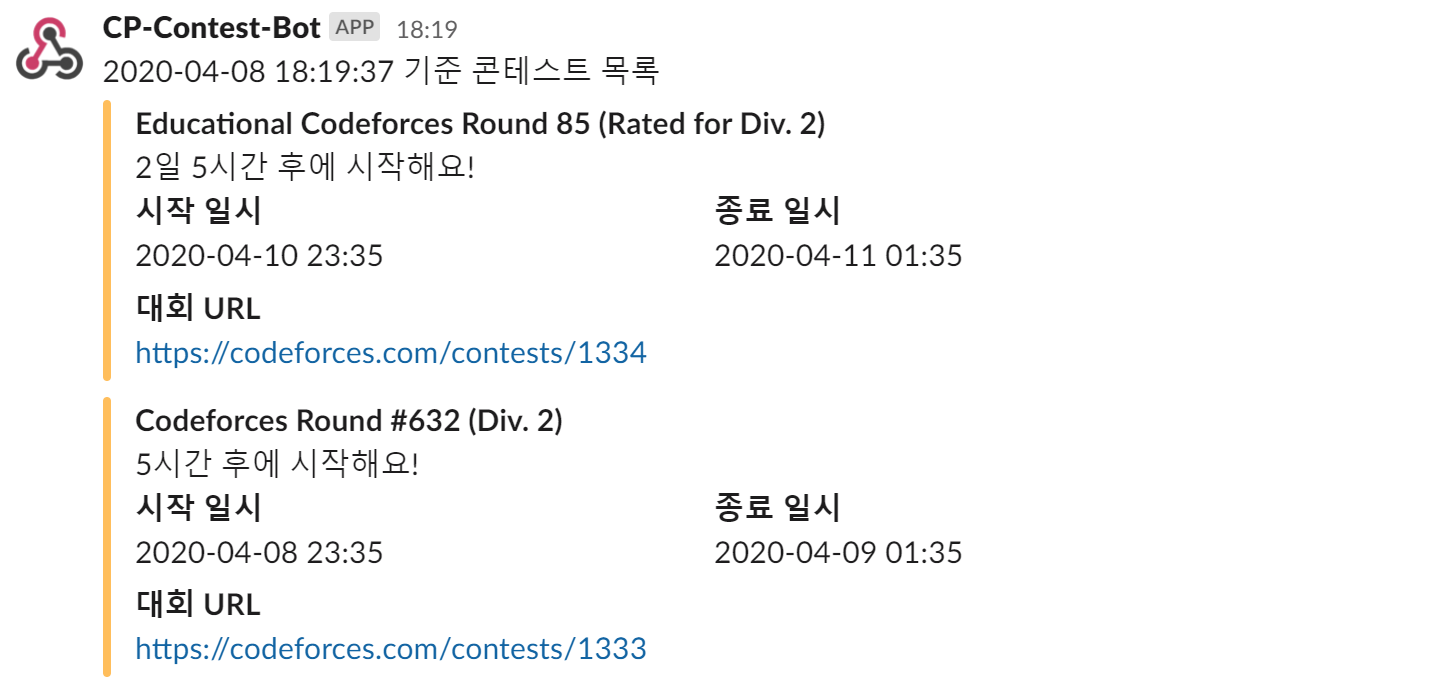 CP-Contest-Bot APP 18:19
2020-04-08 18:19:37 기준 콘테스트 목록
Educational Codeforces Round 85 (Rated for Div. 2)
2일 5시간 후에 시작해요!
시작 일시 종료 일시
2020-04-10 23:35 2020-04-11 01:35
대회 URL
https://codeforces.com/contests/1334
Codeforces Round #632 (Div. 2)
5시간 후에 시작해요!
시작 일시 종료 일시
2020-04-08 23:35 2020-04-09 01:35
대회 URL
https://codeforces.com/contests/1333